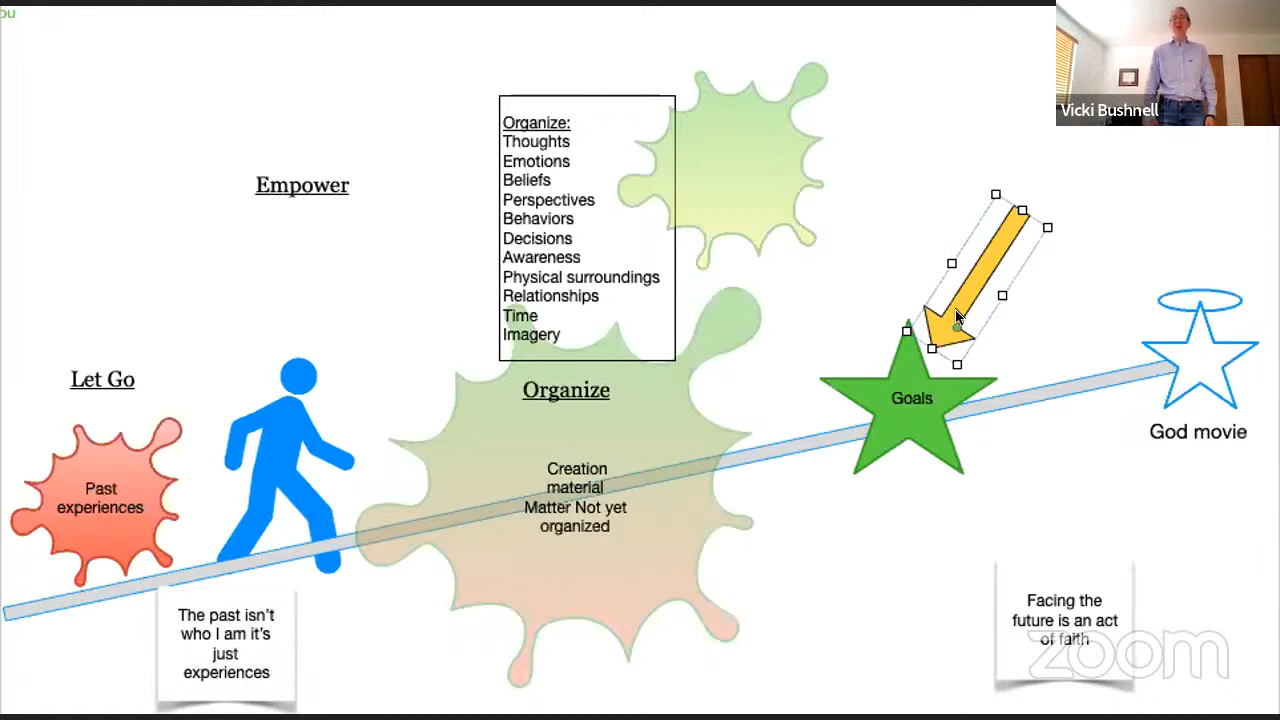 ou
Vicki Bushnell
Empower
Organize:
Thoughts
Emotions
Beliefs
Perspectives
Behaviors
Decisions
Awareness
Physical surroundings
Relationships
Time
Imagery
Let Go
Past
experiences
Organize
Creation
material
Matter Not yet
organized
Goals
God movie
The past isn't
who I am it's
just
experiences
Facing the
future is an act
of faith
zoom